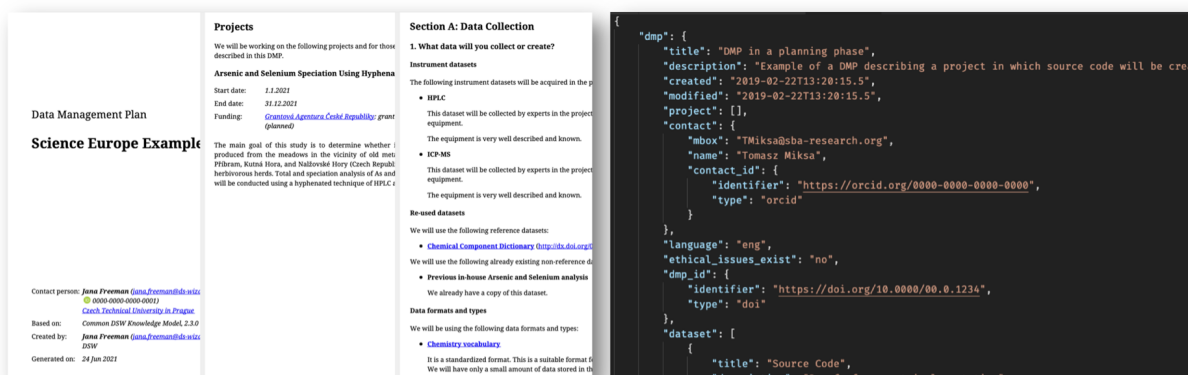 Data Management Plan
Science Europe Example
Contact person: Jana Freeman (jana.freeman@ds-wiz
0000-0000-0000-0001)
Czech Technical University in Prague
Based on: Common DSW Knowledge Model, 2.3.0
Created by: Jana Freeman (jana.freeman@ds-wiz
DSW
Generated on: 24 Jun 2021
Projects
We will be working on the following projects and for those
described in this DMP.
Arsenic and Selenium Speciation Using Hyphena
Start date: 1.1.2021
End date: 31.12.2021
Funding: Grantová Agentura České Republiky: grant
(planned)
The main goal of this study is to determine whether
produced from the meadows in the vicinity of old met
Příbram, Kutná Hora, and Nalžovské Hory (Czech Republ
herbivorous herds. Total and speciation analysis of As and
will be conducted using a hyphenated technique of HPLC
Section A: Data Collection
1. What data will you collect or create?
Instrument datasets
The following instrument datasets will be acquired in the p
• HPLC
This dataset will be collected by experts in the project
equipment.
The equipment is very well described and known.
• ICP-MS
This dataset will be collected by experts in the project
equipment.
The equipment is very well described and known.
Re-used datasets
We will use the following reference datasets:
• Chemical Component Dictionary (http://dx.doi.org/
We will use the following already existing non-reference da
• Previous in-house Arsenic and Selenium analysis
We already have a copy of this dataset.
Data formats and types
We will be using the following data formats and types:
• Chemistry vocabulary
It is a standardized format. This is a suitable format f
We will have only a small amount of data stored in th
{
"dmp": {
"title": "DMP in a planning phase",
"description": "Example of a DMP describing a project in which source code will be cre
"created": "2019-02-22T13:20:15.5",
"modified": "2019-02-22T13:20:15.5",
"project": [],
"contact": {
"mbox": "TMiksa@sba-research.org",
"name": "Tomasz Miksa",
"contact_id": {
"identifier": "https://orcid.org/0000-0000-0000-0000",
"type": "orcid"
}
},
"language": "eng",
"ethical_issues_exist": "no",
"dmp_id": {
"identifier": "https://doi.org/10.0000/00.0.1234",
"type": "doi"
},
"dataset": [
{
"title": "Source Code",